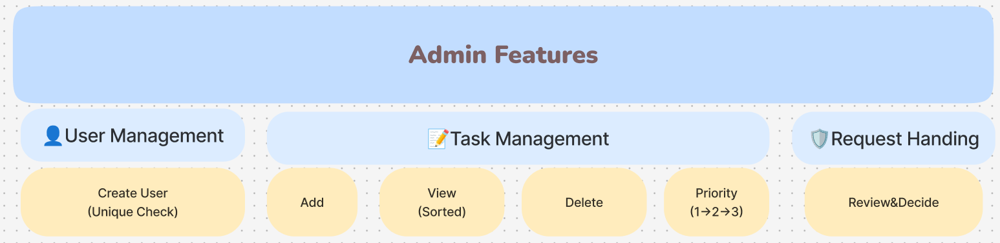 Admin Features
👤User Management
📝Task Management
🛡️Request Handing
Create User
(Unique Check)
Add
View
(Sorted)
Delete
Priority
(1→2→3)
Review&Decide